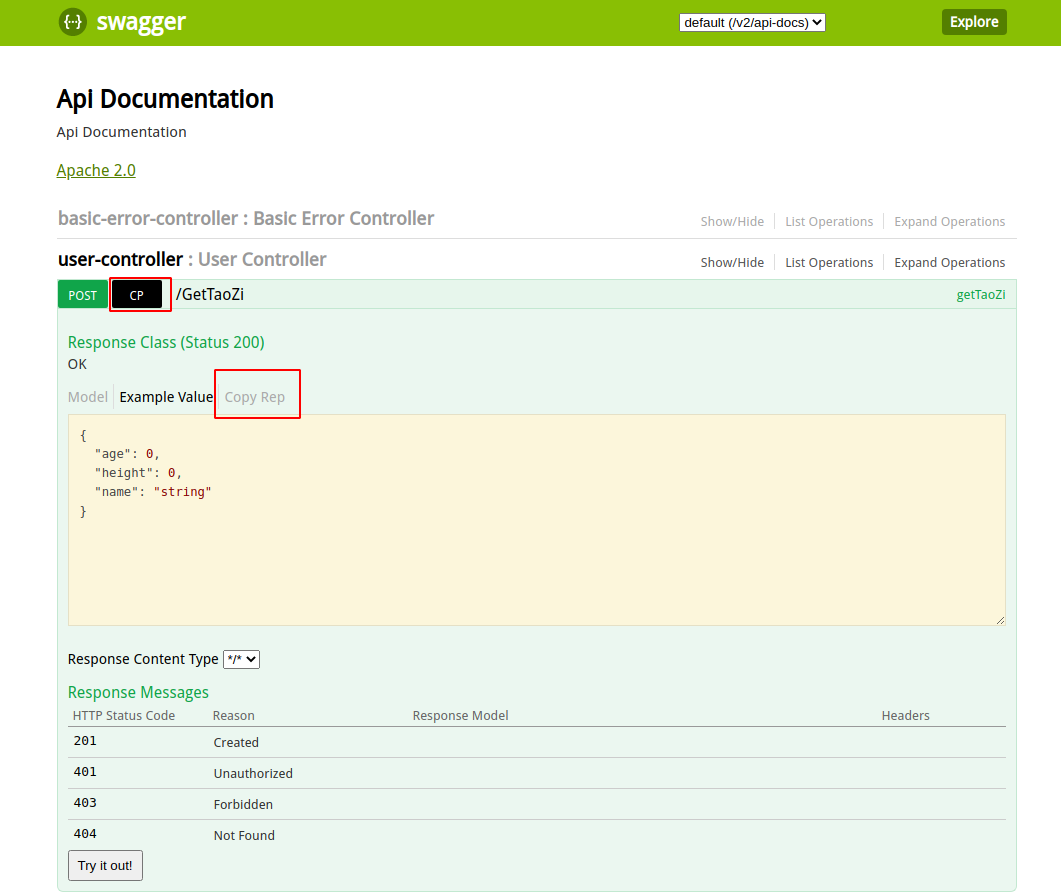 {··} swagger default (/v2/api-docs) Explore
Api Documentation
Api Documentation
Apache 2.0
basic-error-controller : Basic Error Controller Show/Hide List Operations Expand Operations
user-controller : User Controller Show/Hide List Operations Expand Operations
POST CP /GetTaoZi getTaoZi
Response Class (Status 200)
OK
Model Example Value Copy Rep
{
"age": 0,
"height": 0,
"name": "string"
}
Response Content Type */*
Response Messages
HTTP Status Code Reason Response Model Headers
201 Created
401 Unauthorized
403 Forbidden
404 Not Found
Try it out!